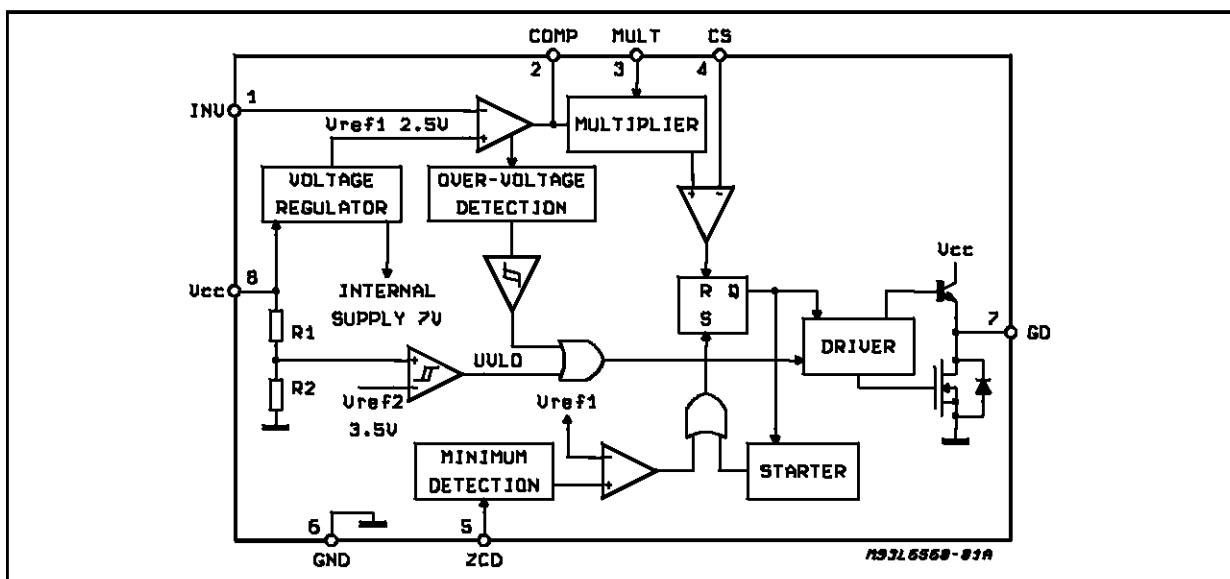 COMP MULT CS
2 3 4
INV 1
Vref1 2.5V
MULTIPLIER
VOLTAGE
REGULATOR
OVER-VOLTAGE
DETECTION
Vcc 8
INTERNAL
SUPPLY 7V
R Q
S
Vcc
7 GD
DRIVER
R1
R2
UVLO
Vref2
3.5V
Vref1
MINIMUM
DETECTION
STARTER
6
GND
5
ZCD
M93L6560-01A